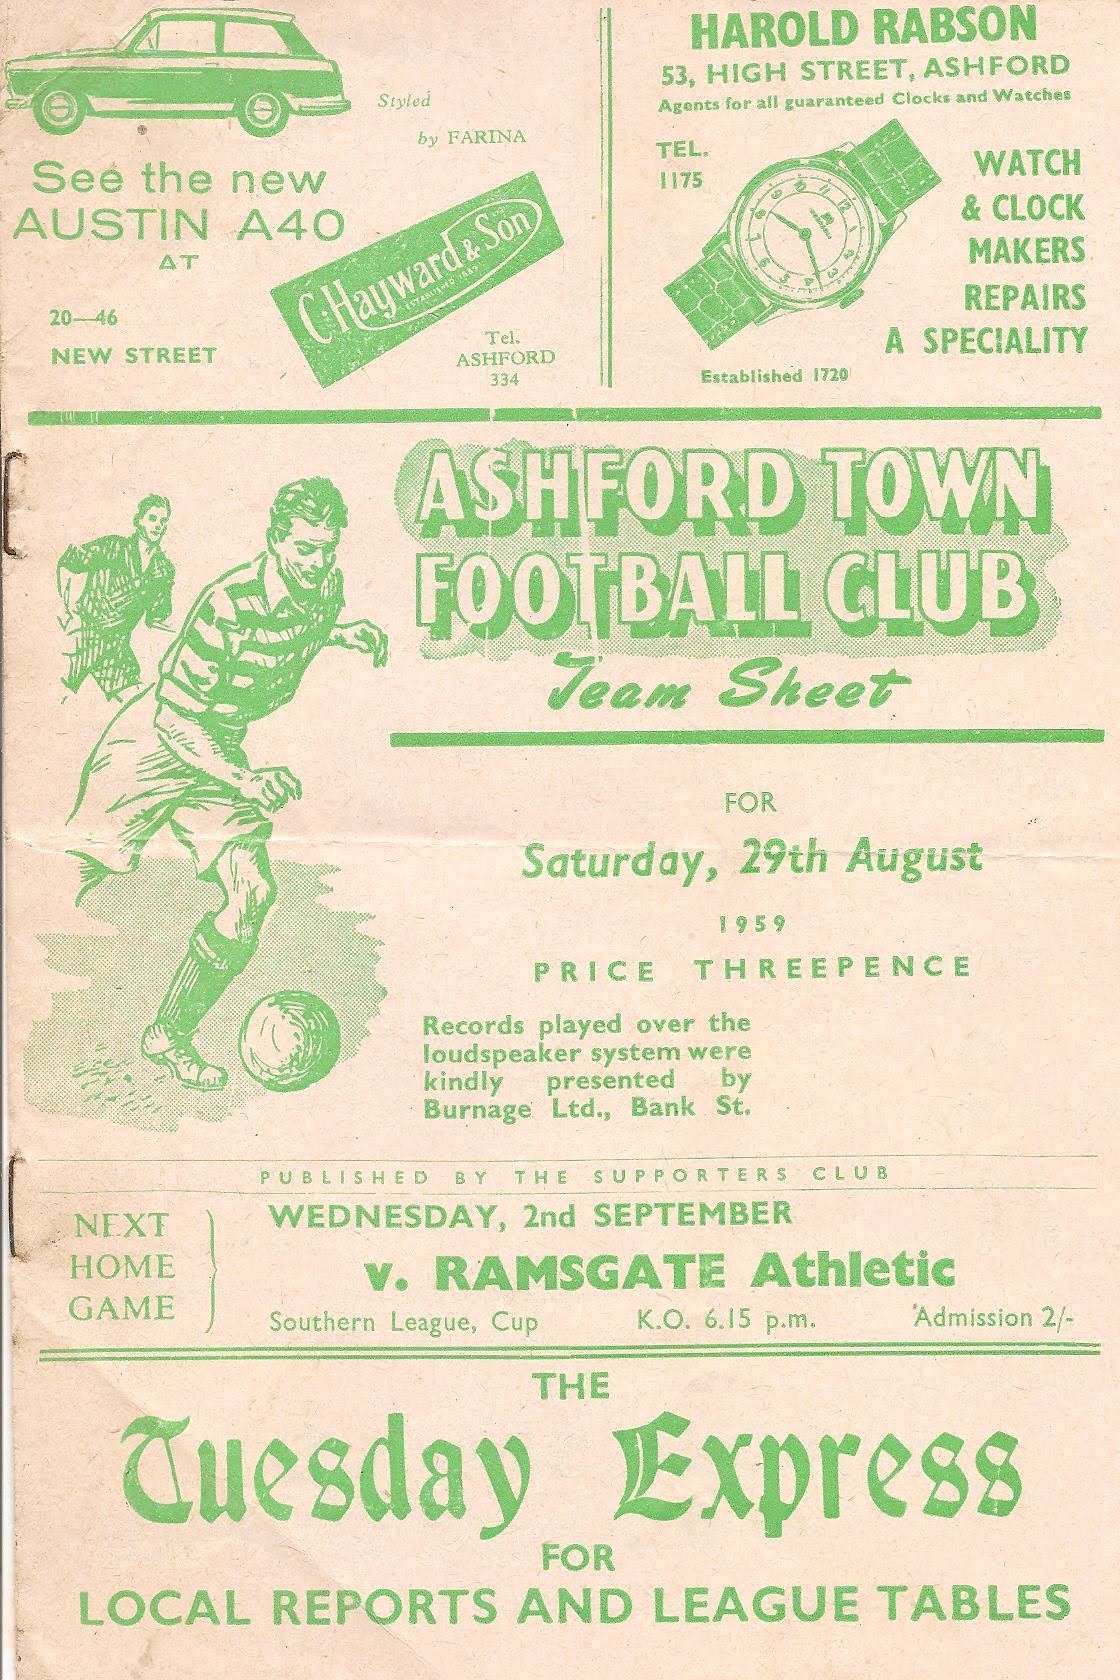 Styled
by FARINA
See the new
AUSTIN A40
AT
C. Hayward & Son
LTD
ESTABLISHED 1889
20—46
NEW STREET
Tel.
ASHFORD
334
HAROLD RABSON
53, HIGH STREET, ASHFORD
Agents for all guaranteed Clocks and Watches
TEL.
1175
WATCH
& CLOCK
MAKERS
REPAIRS
A SPECIALITY
Established 1720
ASHFORD TOWN
FOOTBALL CLUB
Team Sheet
FOR
Saturday, 29th August
1959
PRICE THREEPENCE
Records played over the
loudspeaker system were
kindly presented by
Burnage Ltd., Bank St.
PUBLISHED BY THE SUPPORTERS CLUB
NEXT
HOME
GAME
WEDNESDAY, 2nd SEPTEMBER
v. RAMSGATE Athletic
Southern League, Cup K.O. 6.15 p.m. Admission 2/-
THE
Tuesday Express
FOR
LOCAL REPORTS AND LEAGUE TABLES